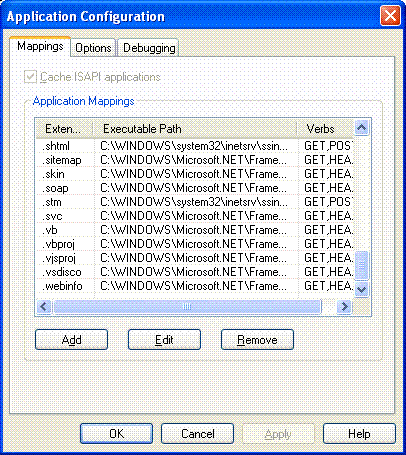 Application Configuration
Mappings Options Debugging
Cache ISAPI applications
Application Mappings
Exten... Executable Path Verbs
.shtml C:\WINDOWS\system32\inetsrv\ssin... GET,POST
.sitemap C:\WINDOWS\Microsoft.NET\Frame... GET,HEA.
.skin C:\WINDOWS\Microsoft.NET\Frame... GET,HEA.
.soap C:\WINDOWS\Microsoft.NET\Frame... GET,HEA.
.stm C:\WINDOWS\system32\inetsrv\ssin... GET,POST
.svc C:\WINDOWS\Microsoft.NET\Frame... GET,HEA.
.vb C:\WINDOWS\Microsoft.NET\Frame... GET,HEA.
.vbproj C:\WINDOWS\Microsoft.NET\Frame... GET,HEA.
.vjsproj C:\WINDOWS\Microsoft.NET\Frame... GET,HEA.
.vsdisco C:\WINDOWS\Microsoft.NET\Frame... GET,HEA.
.webinfo C:\WINDOWS\Microsoft.NET\Frame... GET,HEA.
Add Edit Remove
OK Cancel Apply Help